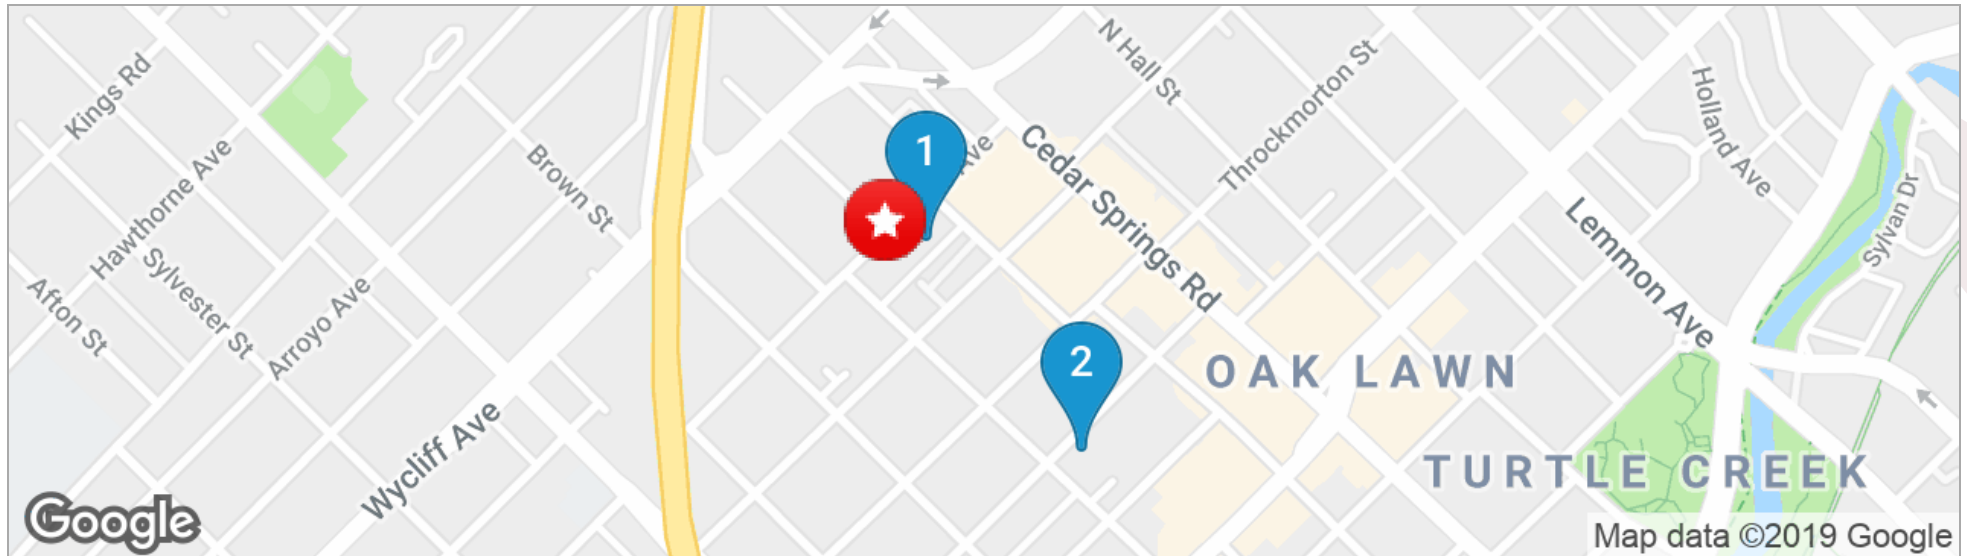 Kings Rd
Hawthorne Ave
Sylvester St
Afton St
Arroyo Ave
Brown St
Wycliff Ave
N Hall St
Throckmorton St
Cedar Springs Rd
Ave
1
2
Holland Ave
Sylvan Dr
Lemmon Ave
OAK LAWN
TURTLE CREEK
Google
Map data ©2019 Google